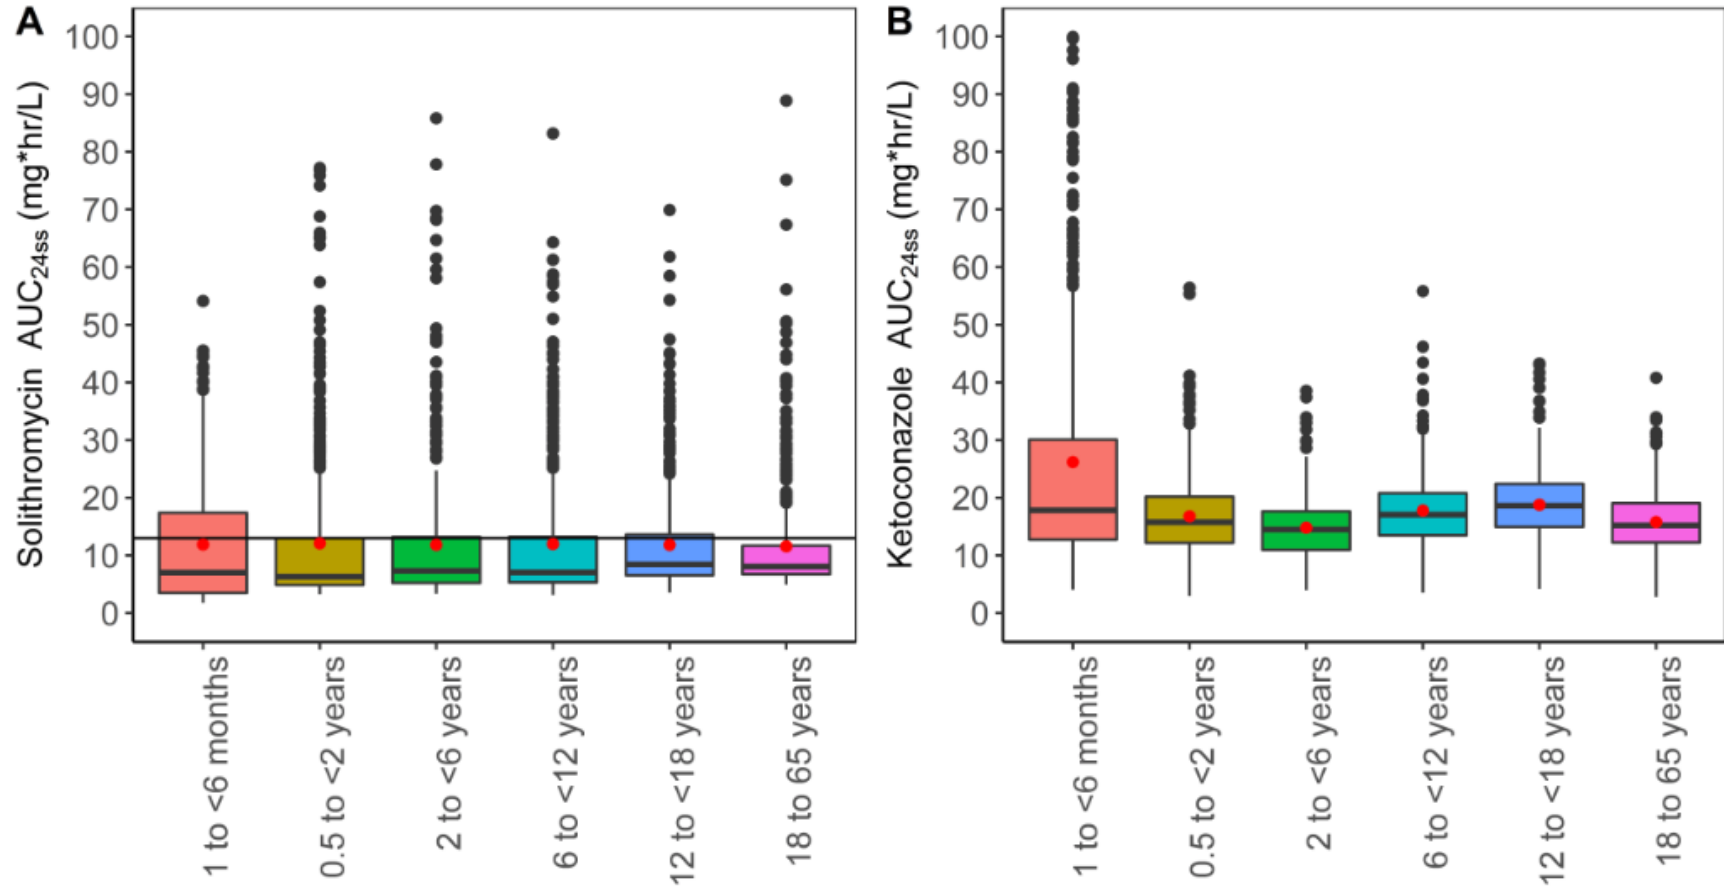 A
Solithromycin AUC24ss (mg*hr/L)
100
90
80
70
60
50
40
30
20
10
0
1 to <6 months
0.5 to <2 years
2 to <6 years
6 to <12 years
12 to <18 years
18 to 65 years
B
Ketoconazole AUC24ss (mg*hr/L)
100
90
80
70
60
50
40
30
20
10
0
1 to <6 months
0.5 to <2 years
2 to <6 years
6 to <12 years
12 to <18 years
18 to 65 years